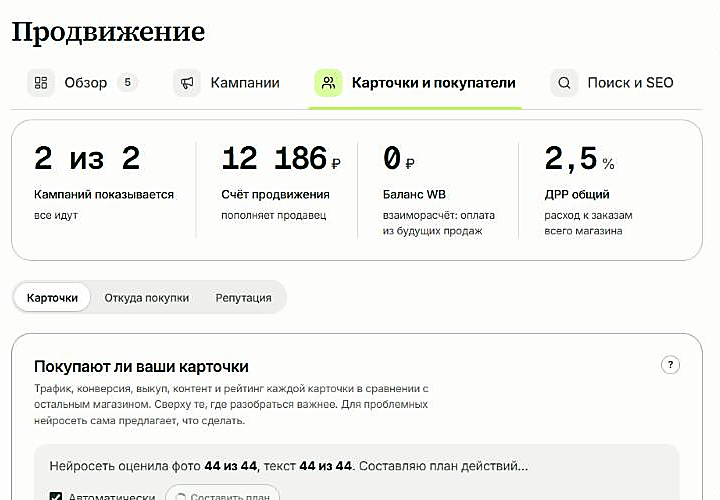 Продвижение
Обзор 5 Кампании Карточки и покупатели Поиск и SEO
2 из 2 12 186 ₽ 0 ₽ 2,5 %
Кампаний показывается Счёт продвижения Баланс WB ДРР общий
все идут пополняет продавец взаиморасчёт: оплата расход к заказам
из будущих продаж всего магазина
Карточки Откуда покупки Репутация
Покупают ли ваши карточки ?
Трафик, конверсия, выкуп, контент и рейтинг каждой карточки в сравнении с
остальным магазином. Сверху те, где разобраться важнее. Для проблемных
нейросеть сама предлагает, что сделать.
Нейросеть оценила фото 44 из 44, текст 44 из 44. Составляю план действий...
Автоматически Составить план